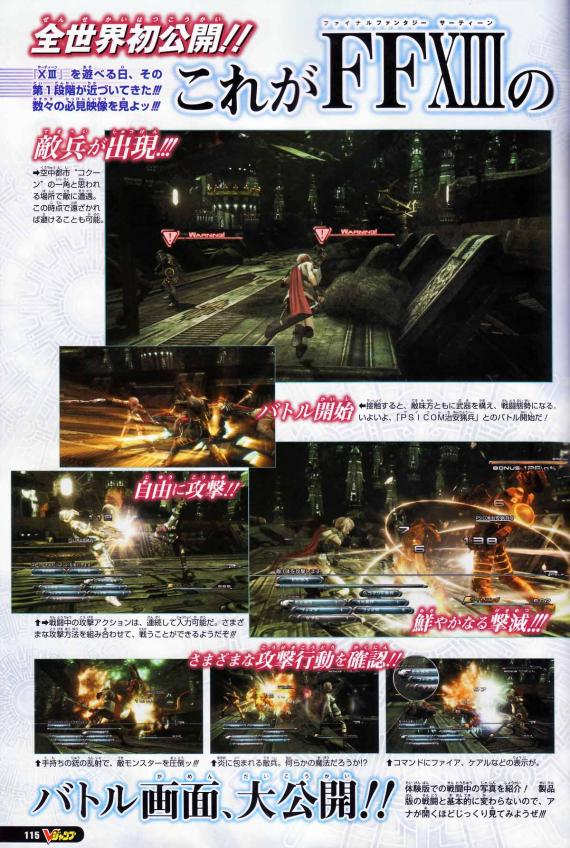 全世界初公開!!
『XⅢ』を遊べる日、その
第1段階が近づいてきた!!!
数々の必見映像を見よッ!!!
ファイナルファンタジー サーティーン
これがFFXⅢの
敵兵が出現!!!
➡空中都市“コクー
ン”の一角と思われ
る場所で敵に遭遇。
この時点で遠ざかれ
ば避けることも可能。
WARNING!
WARNING!
バトル開始
⬅接触すると、敵味方ともに武器を構え、戦闘態勢になる。
いよいよ、「PSICOM治安猟兵」とのバトル開始だ!
自由に攻撃!!
BONUS
7
6
138
⬆➡戦闘中の攻撃アクションは、連続して入力可能だ。さまざ
まな攻撃方法を組み合わせて、戦うことができるようだぞ!!!
鮮やかなる撃滅!!!!
さまざまな攻撃行動を確認!!
⬆手持ちの銃の乱射で、敵モンスターを圧倒ッ!!!
⬆炎に包まれる敵兵。何らかの魔法だろうか!?
⬆コマンドにファイア、ケアルなどの表示が。
バトル画面、大公開!!
体験版での戦闘中の写真を紹介! 製品
版の戦闘と基本的に変わらないので、ア
ナが開くほどじっくり見てみようぜ!!!
115 Vジャンプ